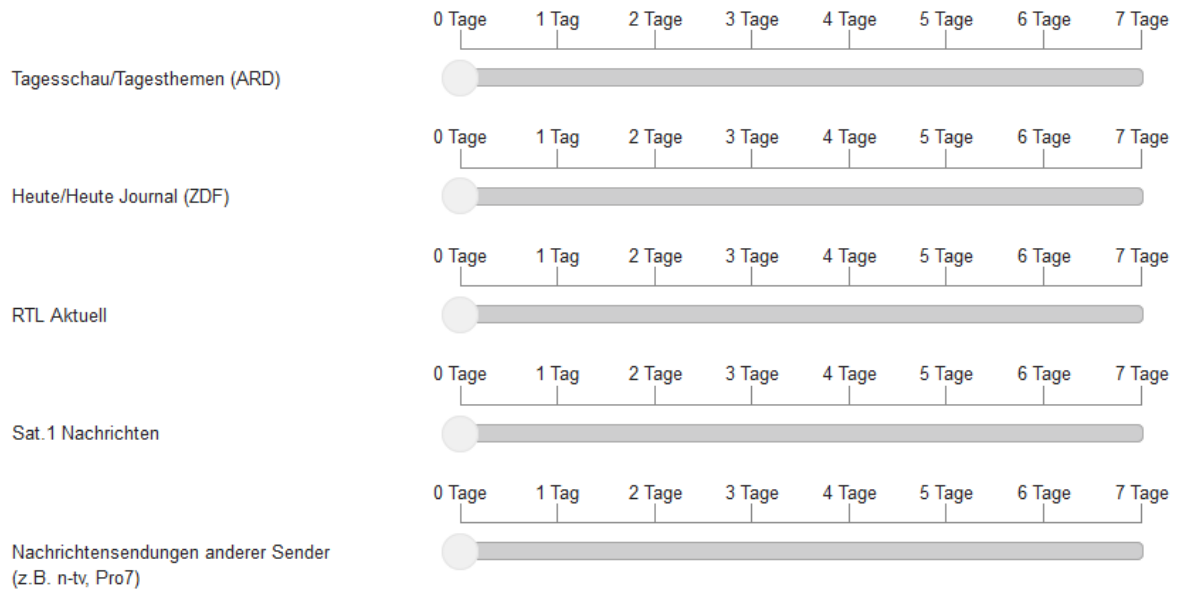 0 Tage 1 Tag 2 Tage 3 Tage 4 Tage 5 Tage 6 Tage 7 Tage
Tagesschau/Tagesthemen (ARD)
0 Tage 1 Tag 2 Tage 3 Tage 4 Tage 5 Tage 6 Tage 7 Tage
Heute/Heute Journal (ZDF)
0 Tage 1 Tag 2 Tage 3 Tage 4 Tage 5 Tage 6 Tage 7 Tage
RTL Aktuell
0 Tage 1 Tag 2 Tage 3 Tage 4 Tage 5 Tage 6 Tage 7 Tage
Sat.1 Nachrichten
0 Tage 1 Tag 2 Tage 3 Tage 4 Tage 5 Tage 6 Tage 7 Tage
Nachrichtensendungen anderer Sender
(z.B. n-tv, Pro7)